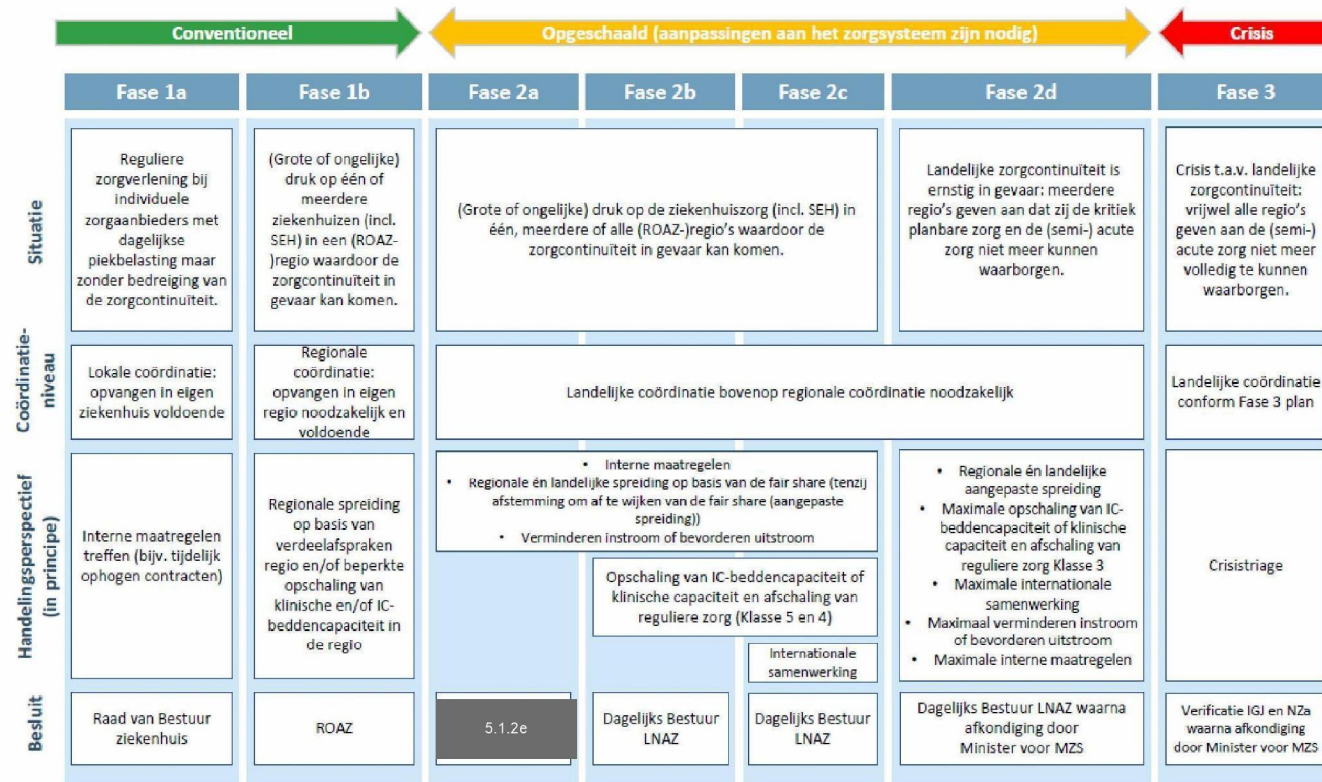 Conventioneel
Opgeschaald (aanpassingen aan het zorgsysteem zijn nodig)
Crisis
Fase 1a
Fase 1b
Fase 2a
Fase 2b
Fase 2c
Fase 2d
Fase 3
Situatie
Reguliere
zorgverlening bij
individuele
zorgaanbieders met
dagelijkse
piekbelasting maar
zonder bedreiging van
de zorgcontinuïteit.
(Grote of ongelijke)
druk op één of
meerdere
ziekenhuizen (incl.
SEH) in een (ROAZ-
)regio waardoor de
zorgcontinuïteit in
gevaar kan komen.
(Grote of ongelijke) druk op de ziekenhuiszorg (incl. SEH) in
één, meerdere of alle (ROAZ-)regio's waardoor de
zorgcontinuïteit in gevaar kan komen.
Landelijke zorgcontinuïteit is
ernstig in gevaar: meerdere
regio's geven aan dat zij de kritiek
planbare zorg en de (semi-) acute
zorg niet meer kunnen
waarborgen.
Crisis t.a.v. landelijke
zorgcontinuïteit:
vrijwel alle regio's
geven aan de (semi-)
acute zorg niet meer
volledig te kunnen
waarborgen.
Coördinatie-
niveau
Lokale coördinatie:
opvangen in eigen
ziekenhuis voldoende
Regionale
coördinatie:
opvangen in eigen
regio noodzakelijk en
voldoende
Landelijke coördinatie bovenop regionale coördinatie noodzakelijk
Landelijke coördinatie
conform Fase 3 plan
Handelingsperspectief
(in principe)
Interne maatregelen
treffen (bijv. tijdelijk
ophogen contracten)
Regionale spreiding
op basis van
verdeelafspraken
regio en/of beperkte
opschaling van
klinische en/of IC-
beddencapaciteit in
de regio
• Interne maatregelen
• Regionale én landelijke spreiding op basis van de fair share (tenzij
afstemming om af te wijken van de fair share (aangepaste
spreiding))
• Verminderen instroom of bevorderen uitstroom
Opschaling van IC-beddencapaciteit of
klinische capaciteit en afschaling van
reguliere zorg (Klasse 5 en 4)
Internationale
samenwerking
• Regionale én landelijke
aangepaste spreiding
• Maximale opschaling van IC-
beddencapaciteit of klinische
capaciteit en afschaling van
reguliere zorg Klasse 3
• Maximale internationale
samenwerking
• Maximaal verminderen instroom
of bevorderen uitstroom
• Maximale interne maatregelen
Crisistriage
Besluit
Raad van Bestuur
ziekenhuis
ROAZ
5.1.2e
Dagelijks Bestuur
LNAZ
Dagelijks Bestuur
LNAZ
Dagelijks Bestuur LNAZ waarna
afkondiging door
Minister voor MZS
Verificatie IGJ en NZa
waarna afkondiging
door Minister voor MZS